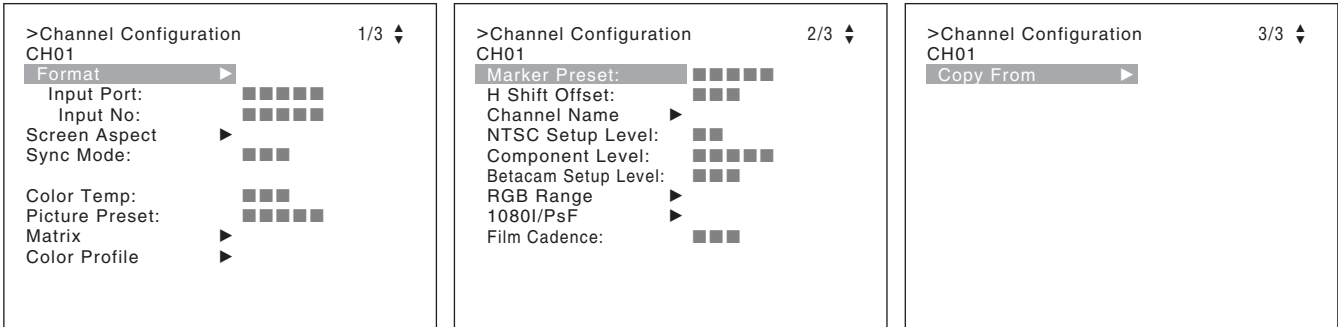 >Channel Configuration 1/3
CH01
Format
Input Port:
Input No:
Screen Aspect
Sync Mode:
Color Temp:
Picture Preset:
Matrix
Color Profile
>Channel Configuration 2/3
CH01
Marker Preset:
H Shift Offset:
Channel Name
NTSC Setup Level:
Component Level:
Betacam Setup Level:
RGB Range
1080I/PsF
Film Cadence:
>Channel Configuration 3/3
CH01
Copy From